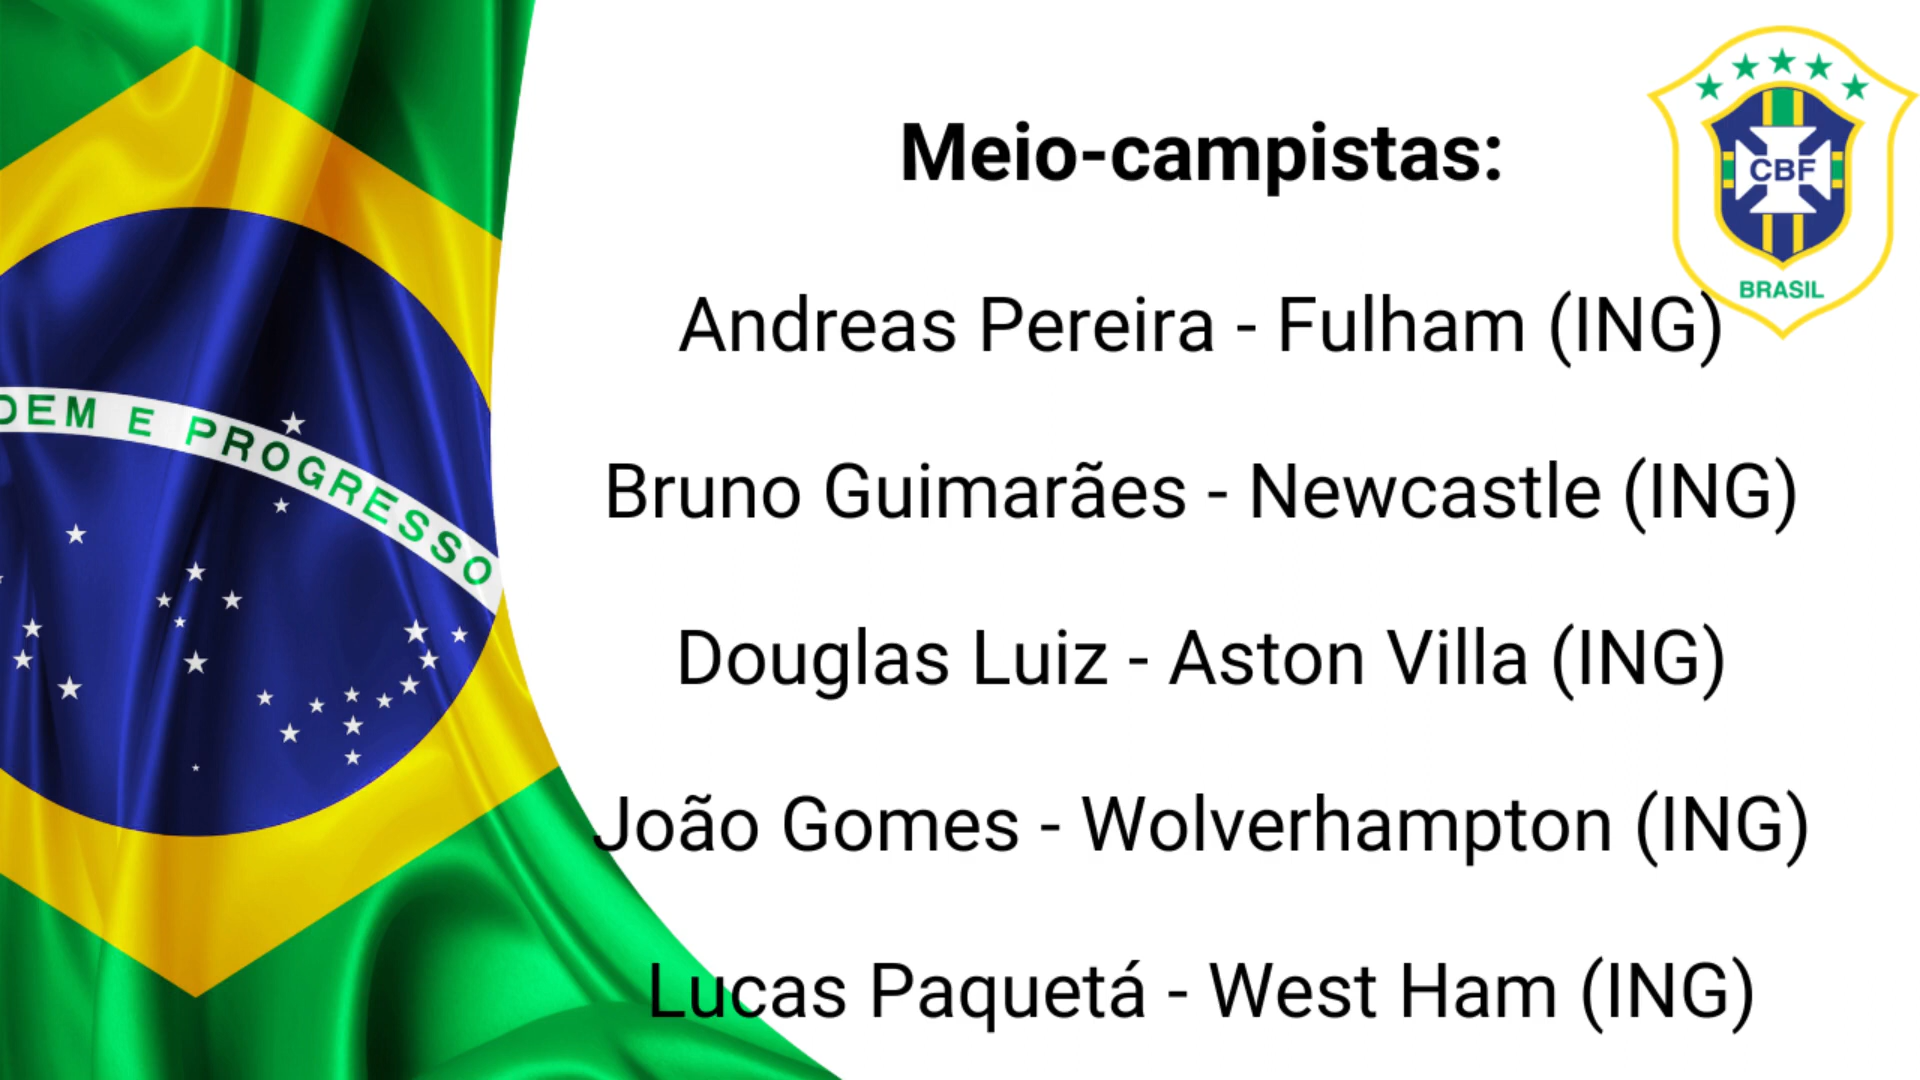 Meio-campistas:
CBF
BRASIL
Andreas Pereira - Fulham (ING)
DEM E PROGRESSO
Bruno Guimarães - Newcastle (ING)
Douglas Luiz - Aston Villa (ING)
João Gomes - Wolverhampton (ING)
Lucas Paquetá - West Ham (ING)